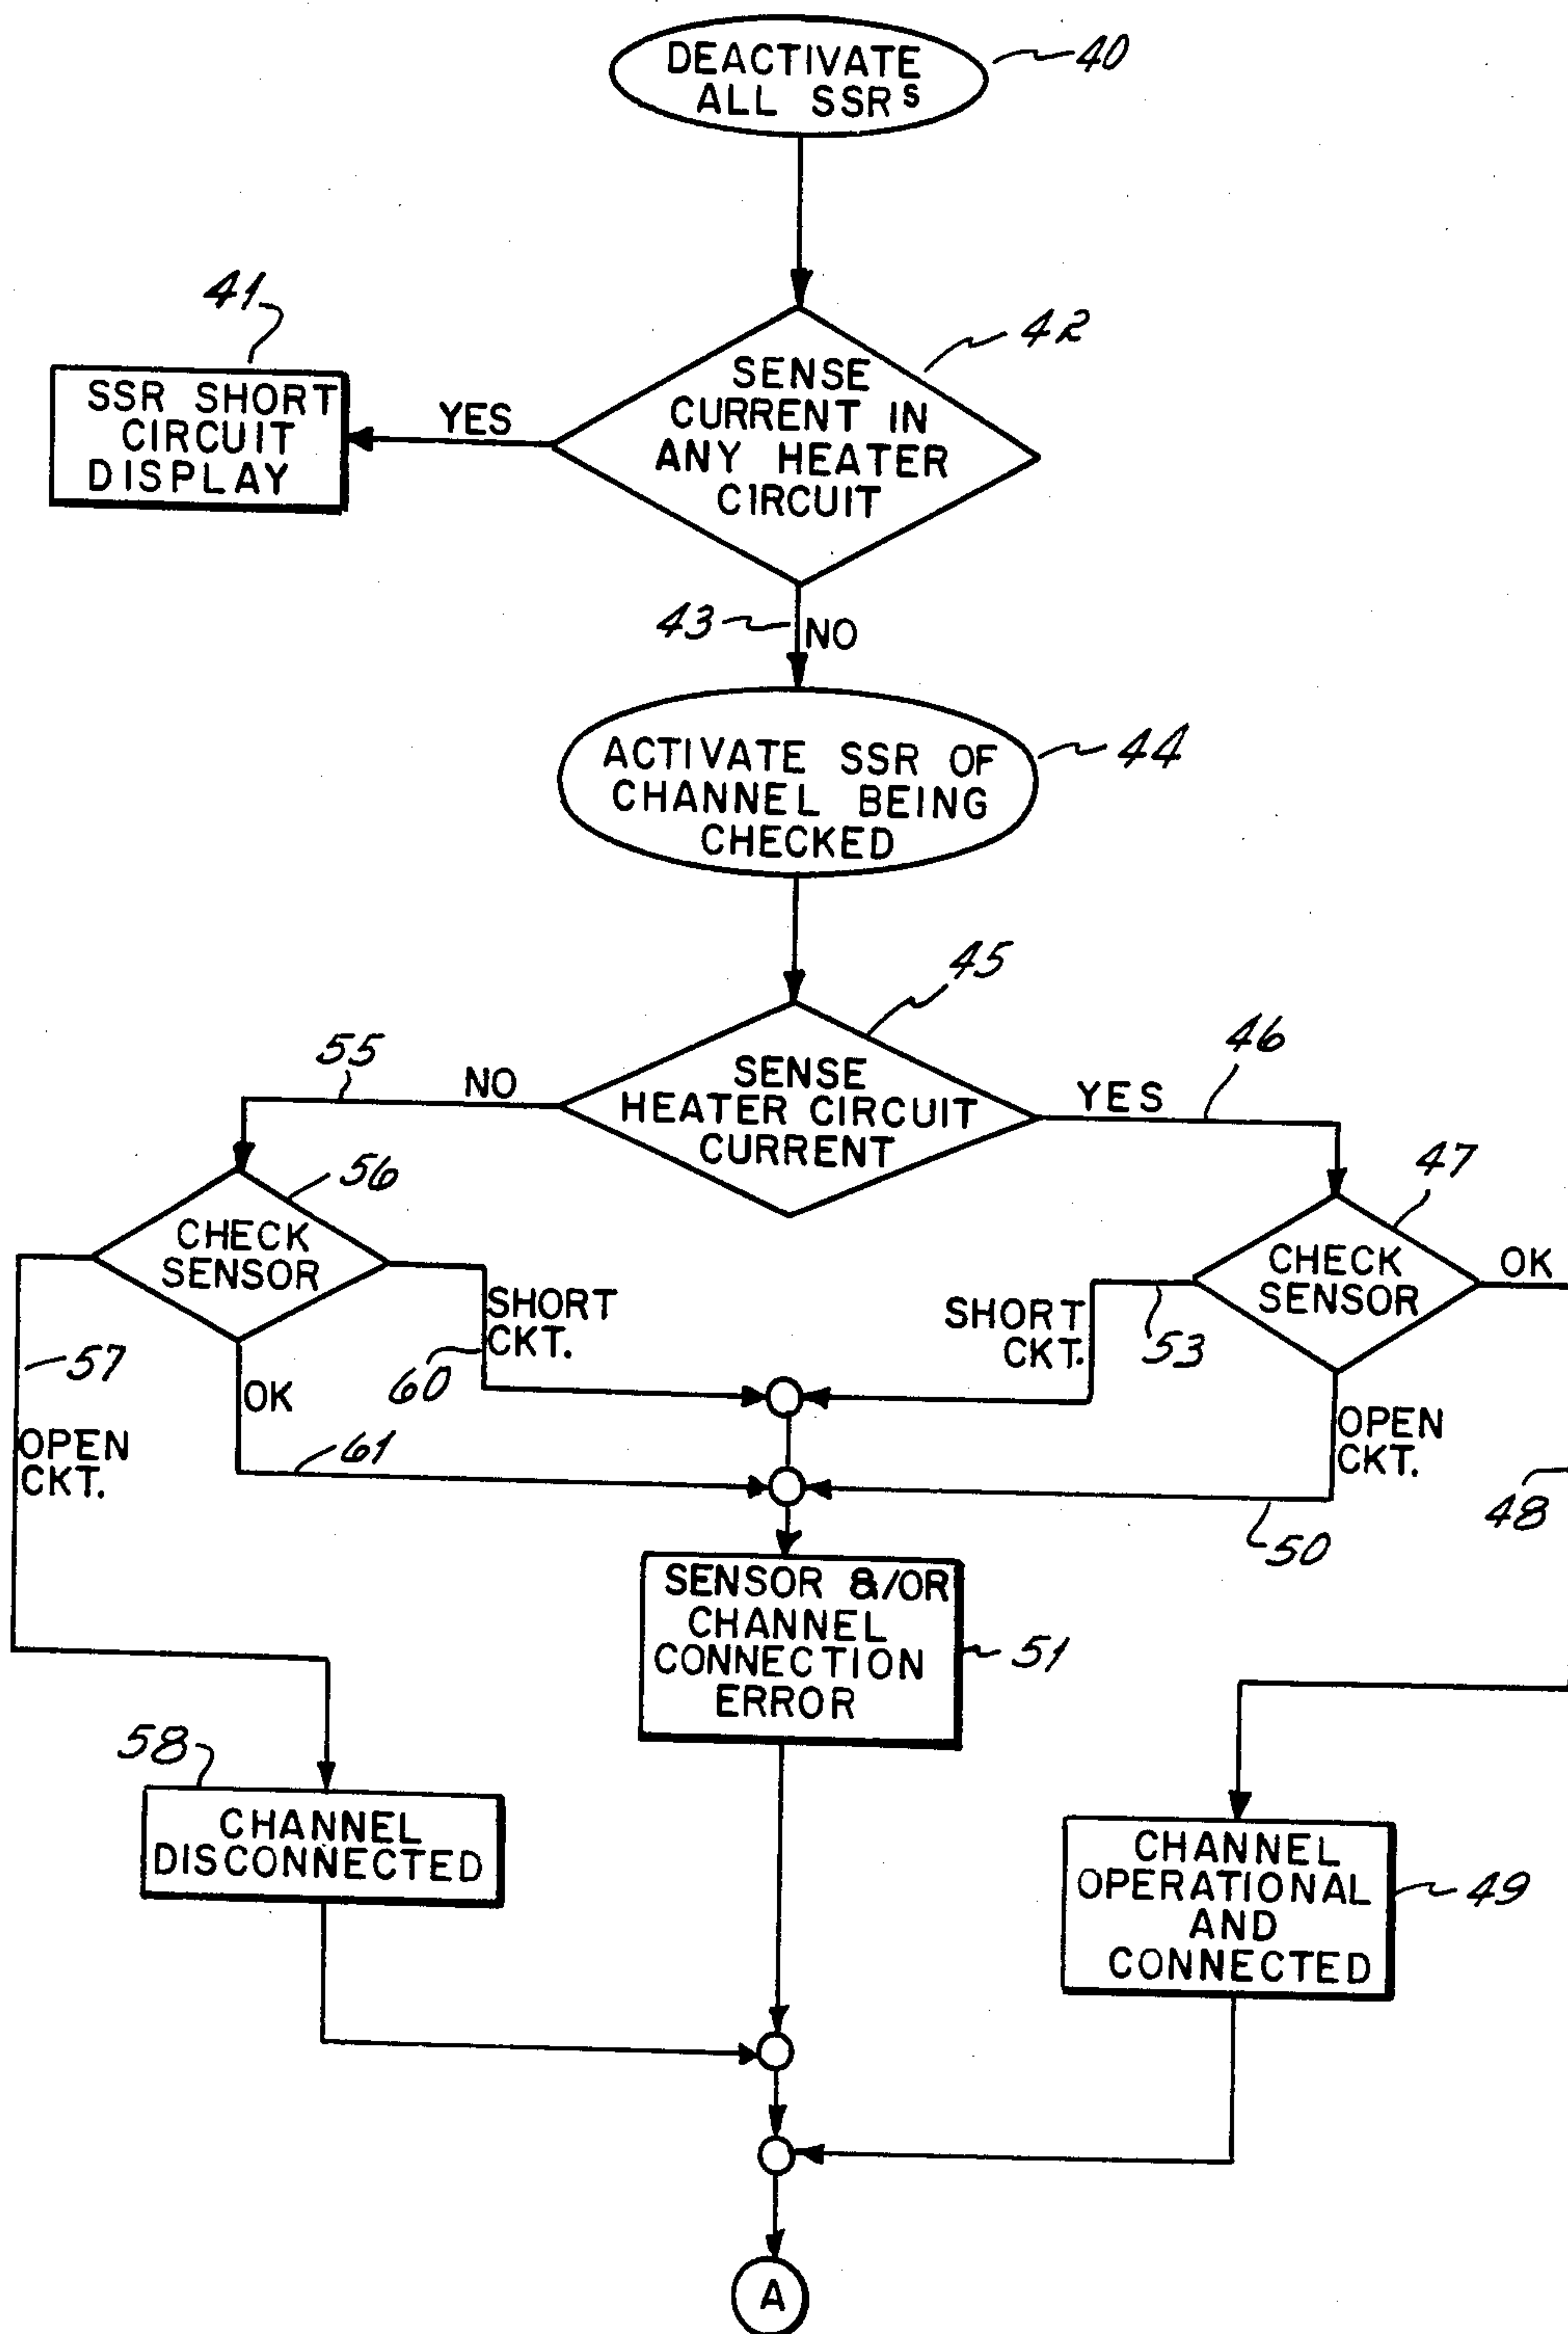 DEACTIVATE
ALL SSRS
40
41
42
SSR SHORT
CIRCUIT
DISPLAY
YES
SENSE
CURRENT IN
ANY HEATER
CIRCUIT
43
NO
ACTIVATE SSR OF
CHANNEL BEING
CHECKED
44
45
55
NO
SENSE
HEATER CIRCUIT
CURRENT
YES
46
56
CHECK
SENSOR
47
CHECK
SENSOR
OK
57
OPEN
CKT.
OK
SHORT
CKT.
60
61
SHORT
CKT.
53
OPEN
CKT.
48
50
SENSOR &/OR
CHANNEL
CONNECTION
ERROR
51
58
CHANNEL
DISCONNECTED
CHANNEL
OPERATIONAL
AND
CONNECTED
49
A